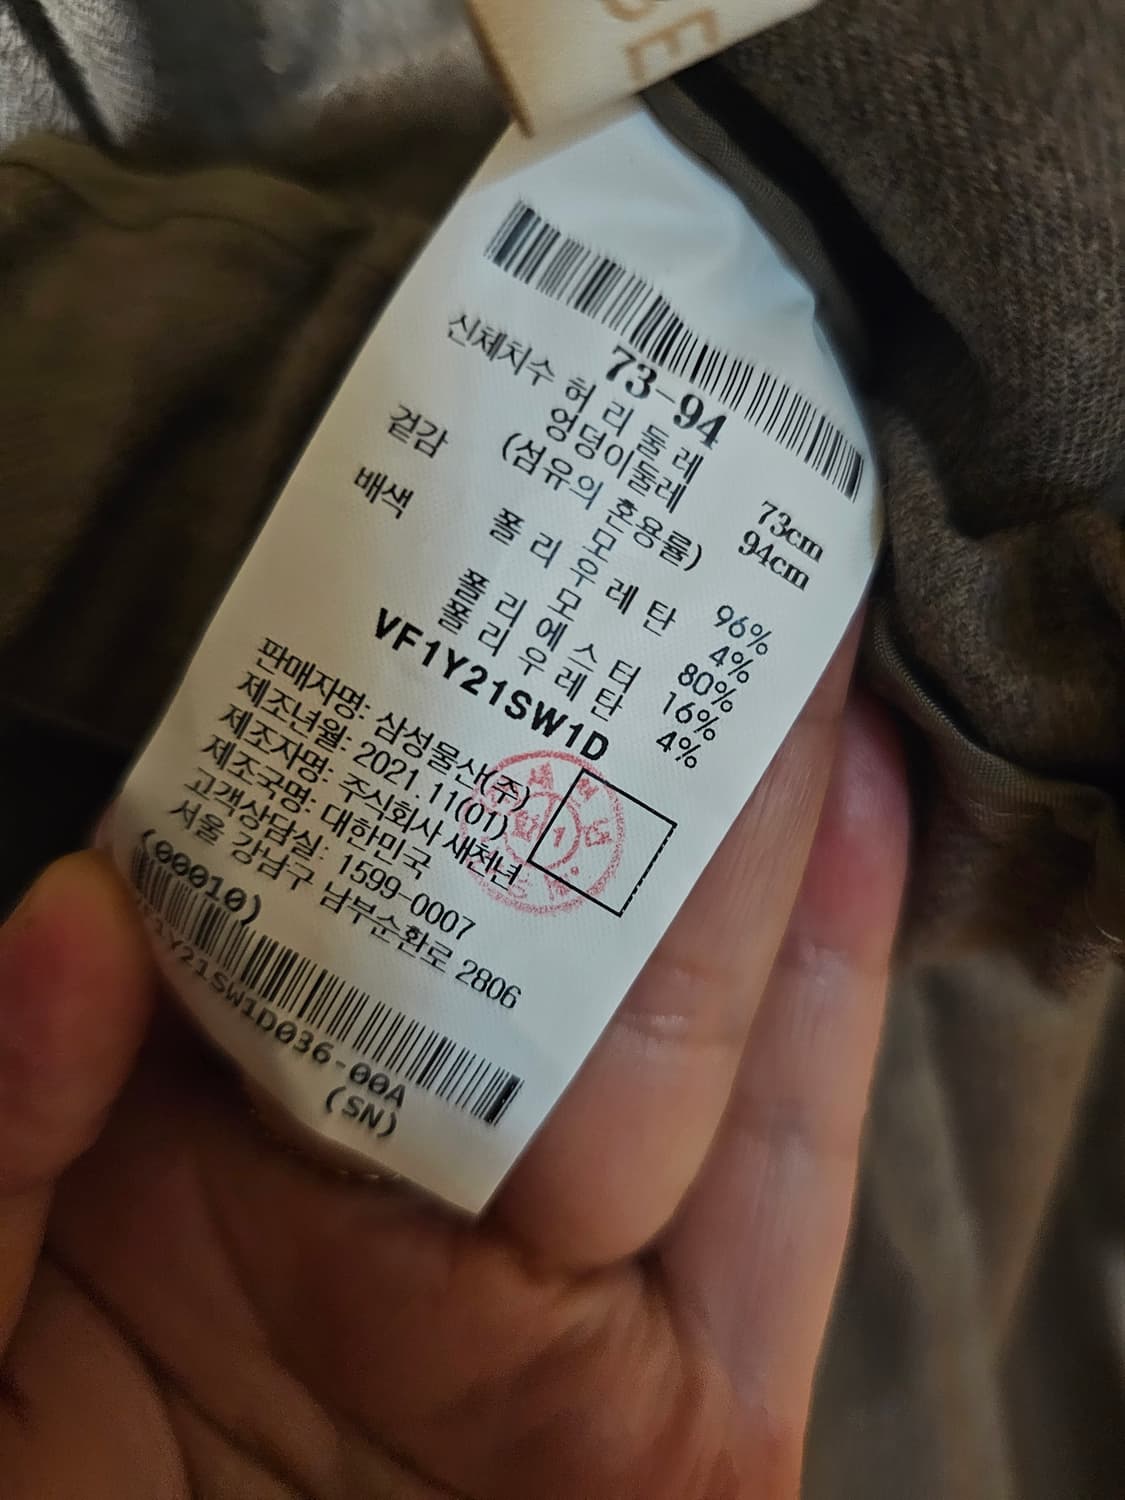 BE
73-94
신체치수 허리둘레 73cm
엉덩이둘레 94cm
(섬유의 혼용률)
겉감 모 96%
폴리우레탄 4%
배색 모 80%
폴리에스터 16%
폴리우레탄 4%
VF1Y21SW1D
판매자명: 삼성물산(주)
제조년월: 2021 11(01)
제조자명: 주식회사 새천년
제조국명: 대한민국
고객상담실: 1599-0007
서울 강남구 남부순환로 2806
(00010)
1Y21SW1D036-00A
(SN)